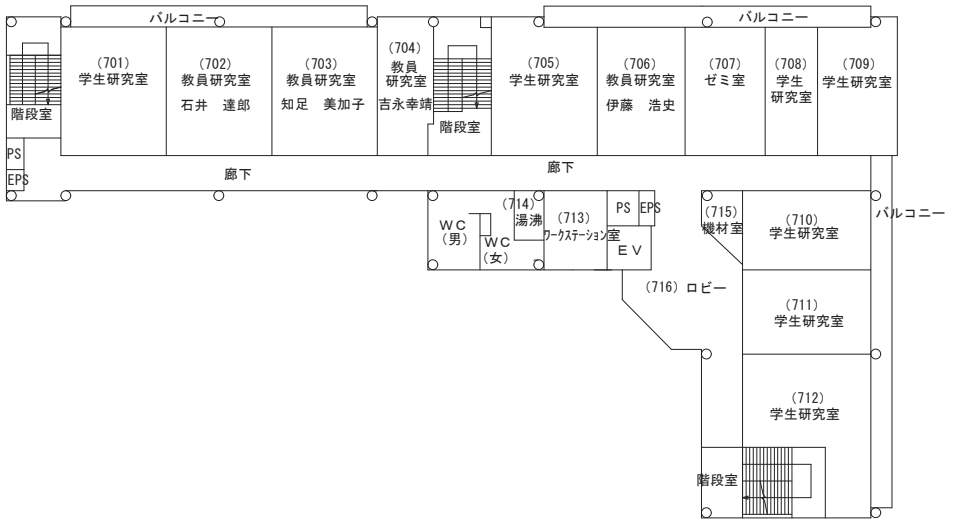 バルコニー
バルコニー
(701)
学生研究室
(702)
教員研究室
石井　達郎
(703)
教員研究室
知足　美加子
(704)
教員
研究室
吉永幸靖
(705)
学生研究室
(706)
教員研究室
伊藤　浩史
(707)
ゼミ室
(708)
学生
研究室
(709)
学生研究室
階段室
階段室
PS
EPS
廊下
廊下
WC
(男)
WC
(女)
(714)
湯沸
(713)
ワークステーション室
PS
EPS
EV
(715)
機材室
(710)
学生研究室
バルコニー
(716) ロビー
(711)
学生研究室
(712)
学生研究室
階段室